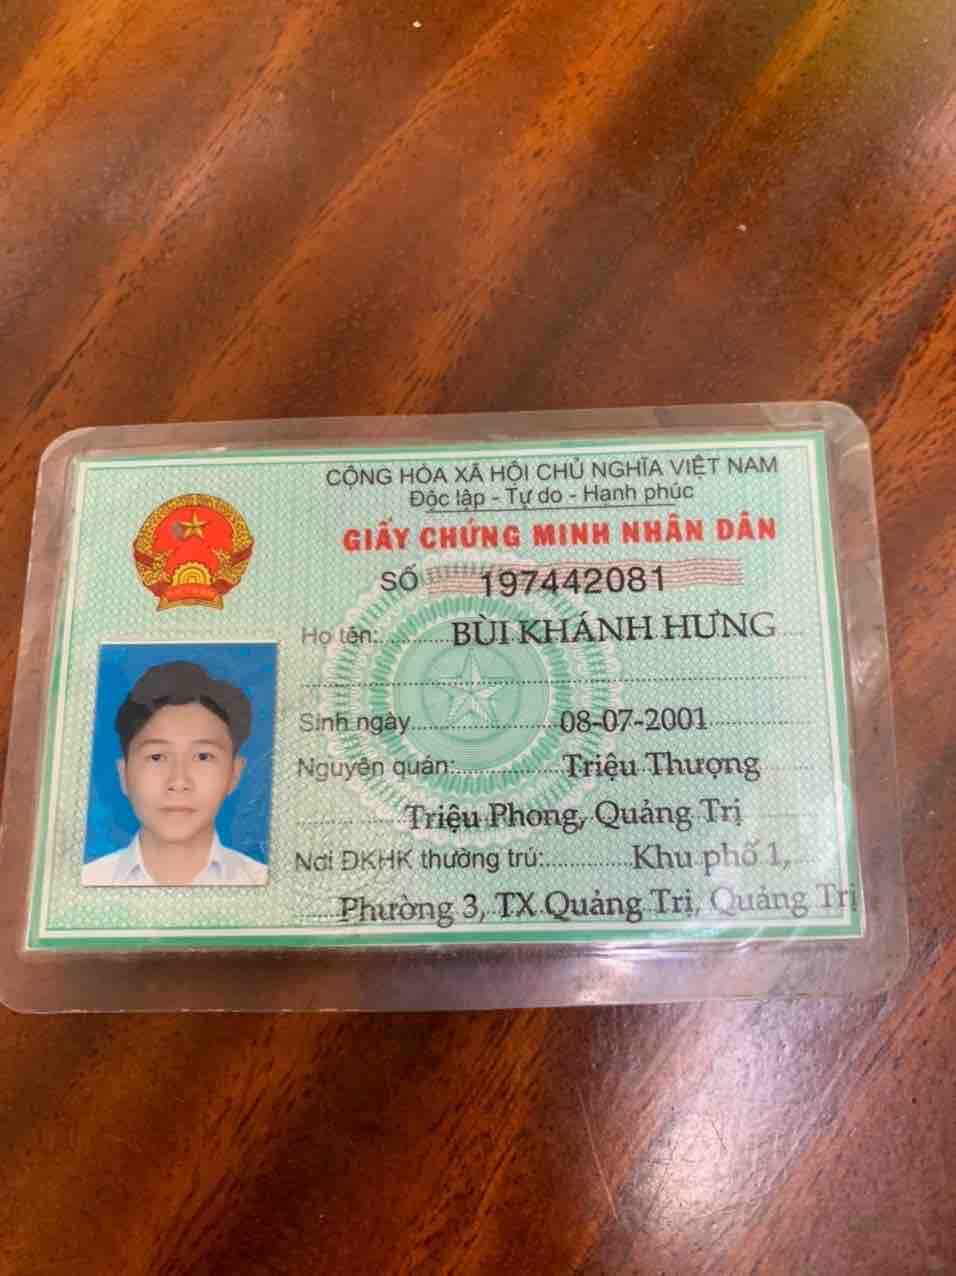 CỘNG HÒA XÃ HỘI CHỦ NGHĨA VIỆT NAM
Độc lập - Tự do - Hạnh phúc
GIẤY CHỨNG MINH NHÂN DÂN
SỐ 197442081
Họ tên: BÙI KHÁNH HƯNG
Sinh ngày 08-07-2001
Nguyên quán: Triệu Thượng
Triệu Phong, Quảng Trị
Nơi ĐKHK thường trú: Khu phố 1,
Phường 3, TX Quảng Trị, Quảng Trị